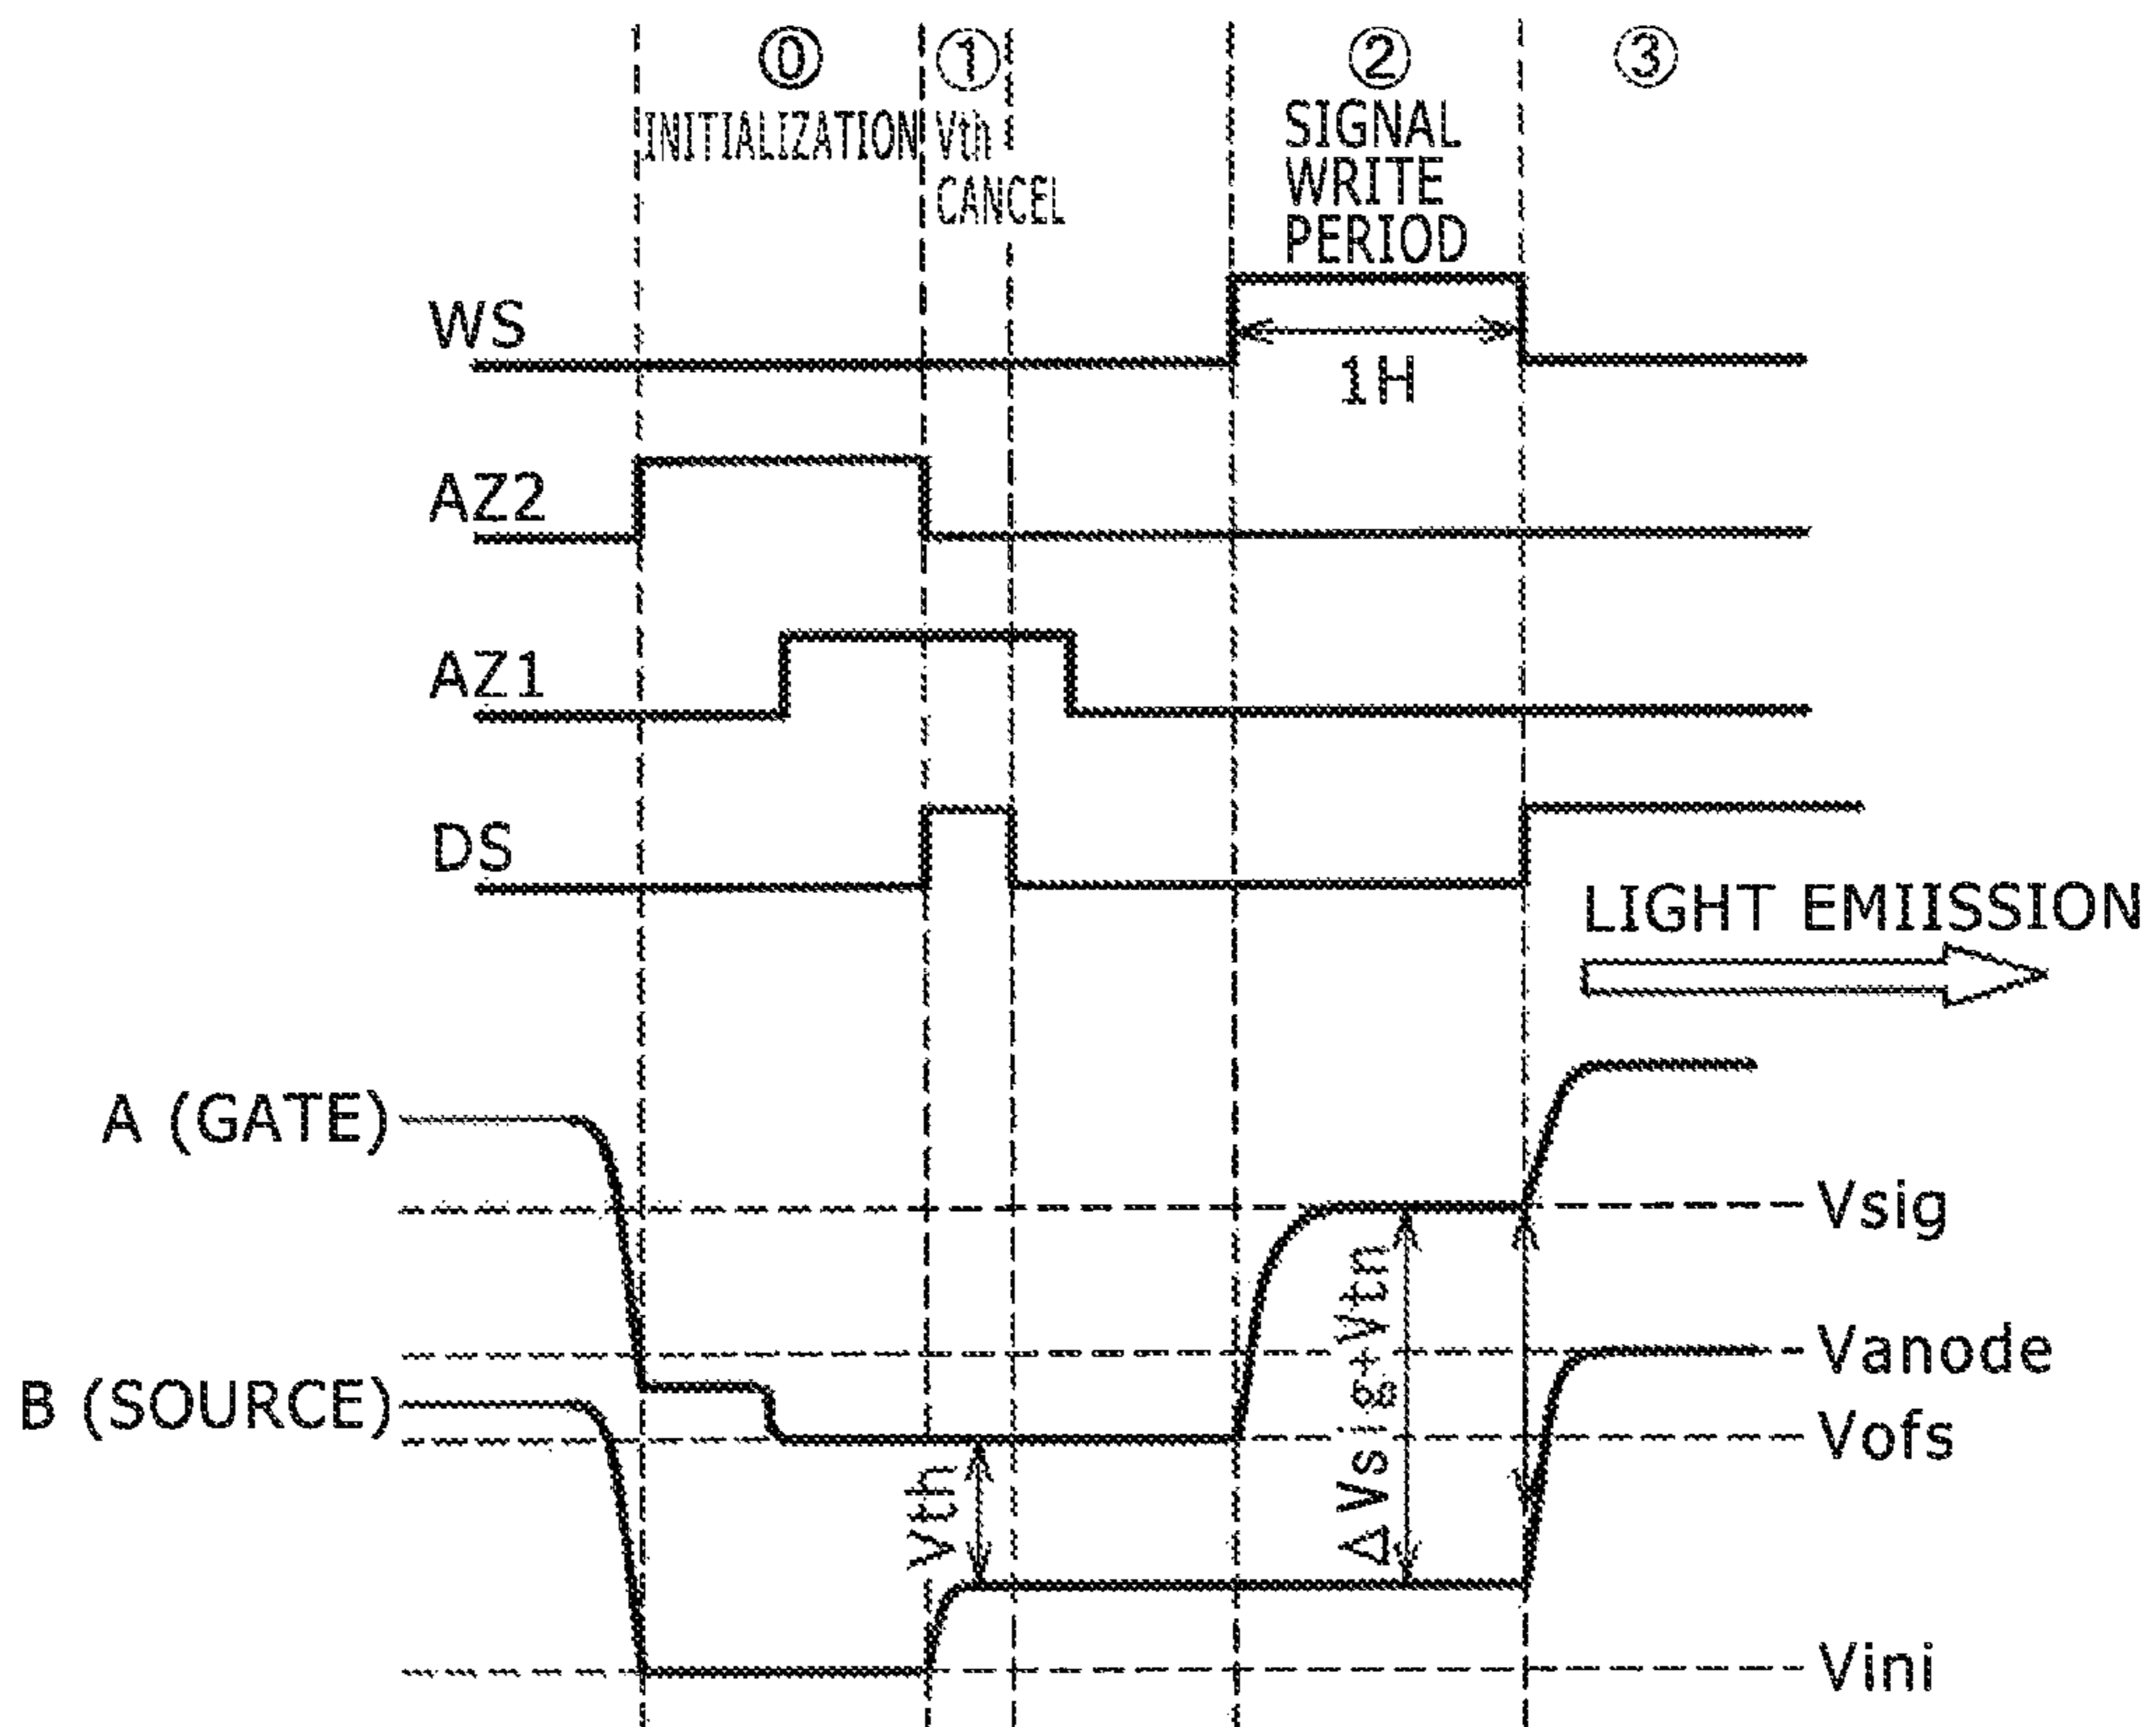 ⓪ ① ② ③
INITIALIZATION
Vth
CANCEL
SIGNAL
WRITE
PERIOD
WS
1H
AZ2
AZ1
DS
LIGHT EMIISSION
A (GATE)
Vsig
ΔVsig+Vtn
Vanode
B (SOURCE)
Vofs
Vth
Vini